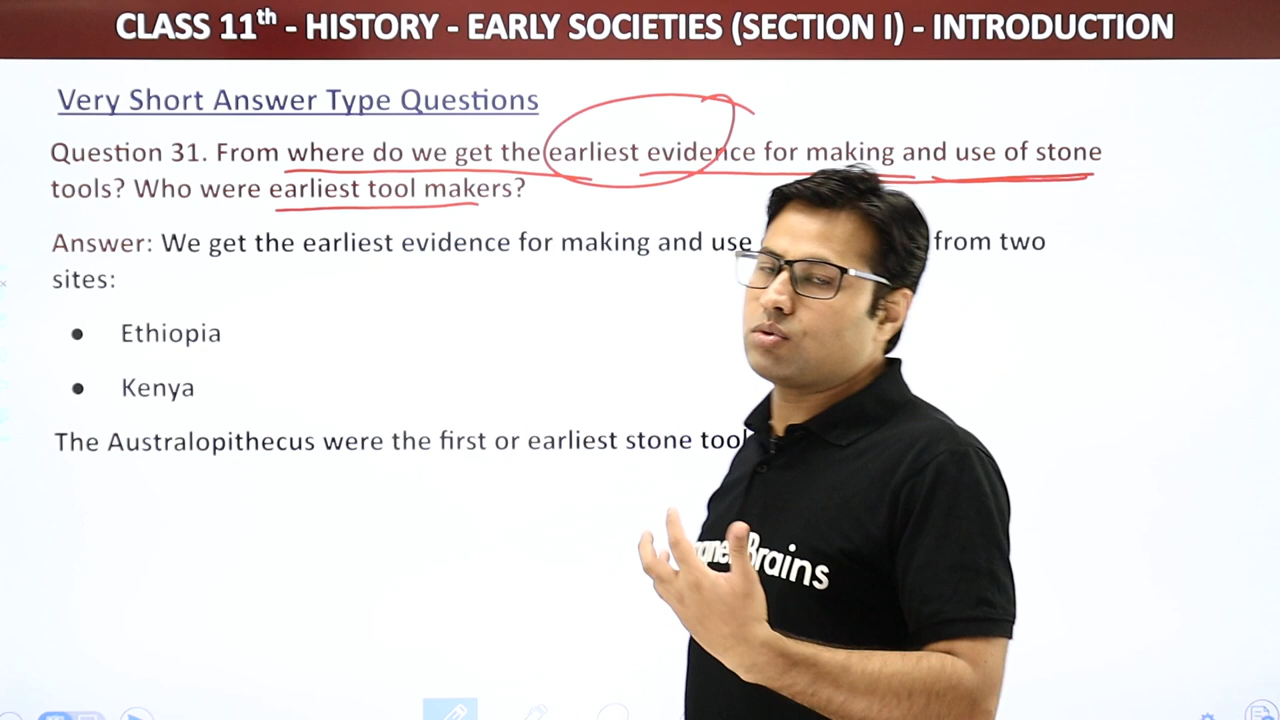 CLASS 11th - HISTORY - EARLY SOCIETIES (SECTION I) - INTRODUCTION
Very Short Answer Type Questions
Question 31. From where do we get the earliest evidence for making and use of stone
tools? Who were earliest tool makers?
Answer: We get the earliest evidence for making and use from two
sites:
● Ethiopia
● Kenya
The Australopithecus were the first or earliest stone tool
Brains